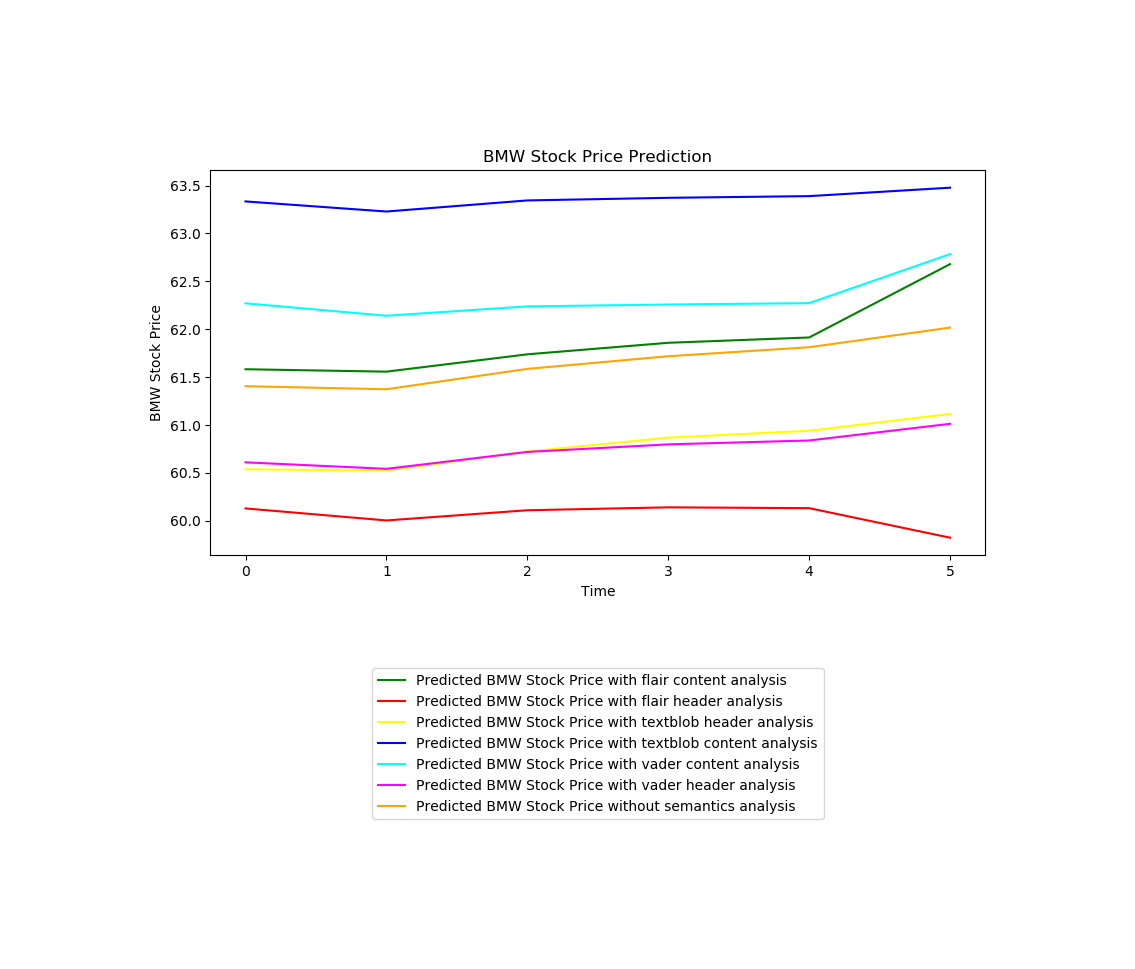 BMW Stock Price Prediction
63.5
63.0
62.5
62.0
61.5
61.0
60.5
60.0
BMW Stock Price
0 1 2 3 4 5
Time
Predicted BMW Stock Price with flair content analysis
Predicted BMW Stock Price with flair header analysis
Predicted BMW Stock Price with textblob header analysis
Predicted BMW Stock Price with textblob content analysis
Predicted BMW Stock Price with vader content analysis
Predicted BMW Stock Price with vader header analysis
Predicted BMW Stock Price without semantics analysis